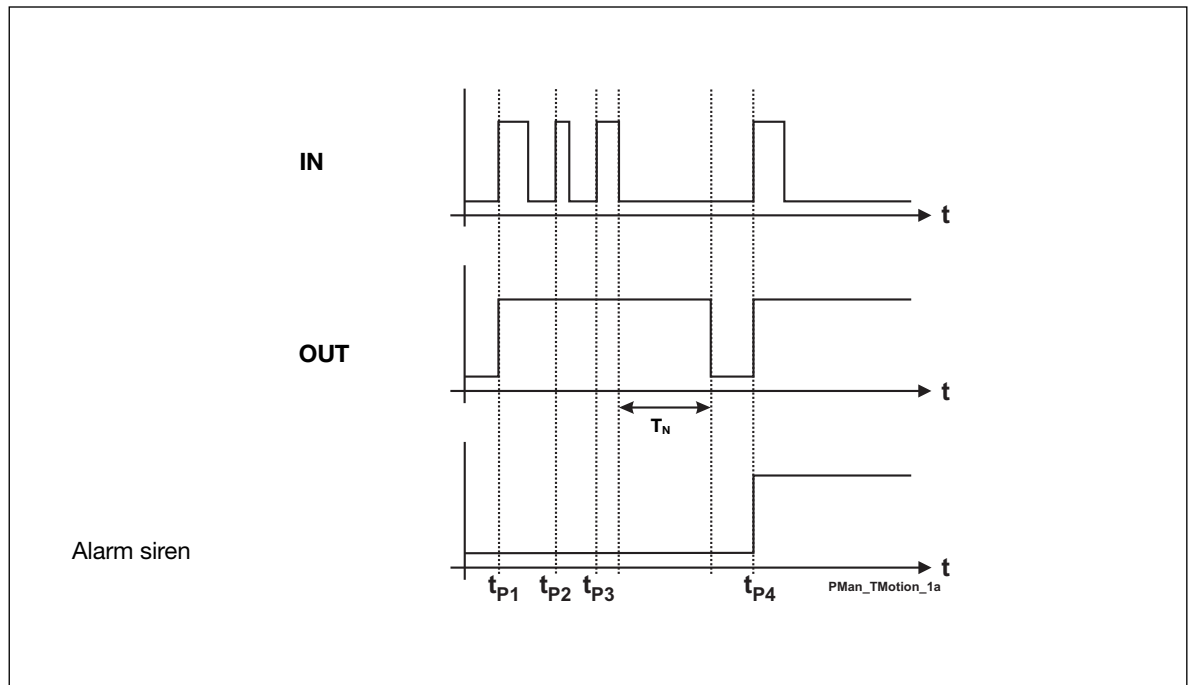 IN
t
OUT
t
T_N
Alarm siren
t
t_P1 t_P2 t_P3 t_P4 PMan_TMotion_1a